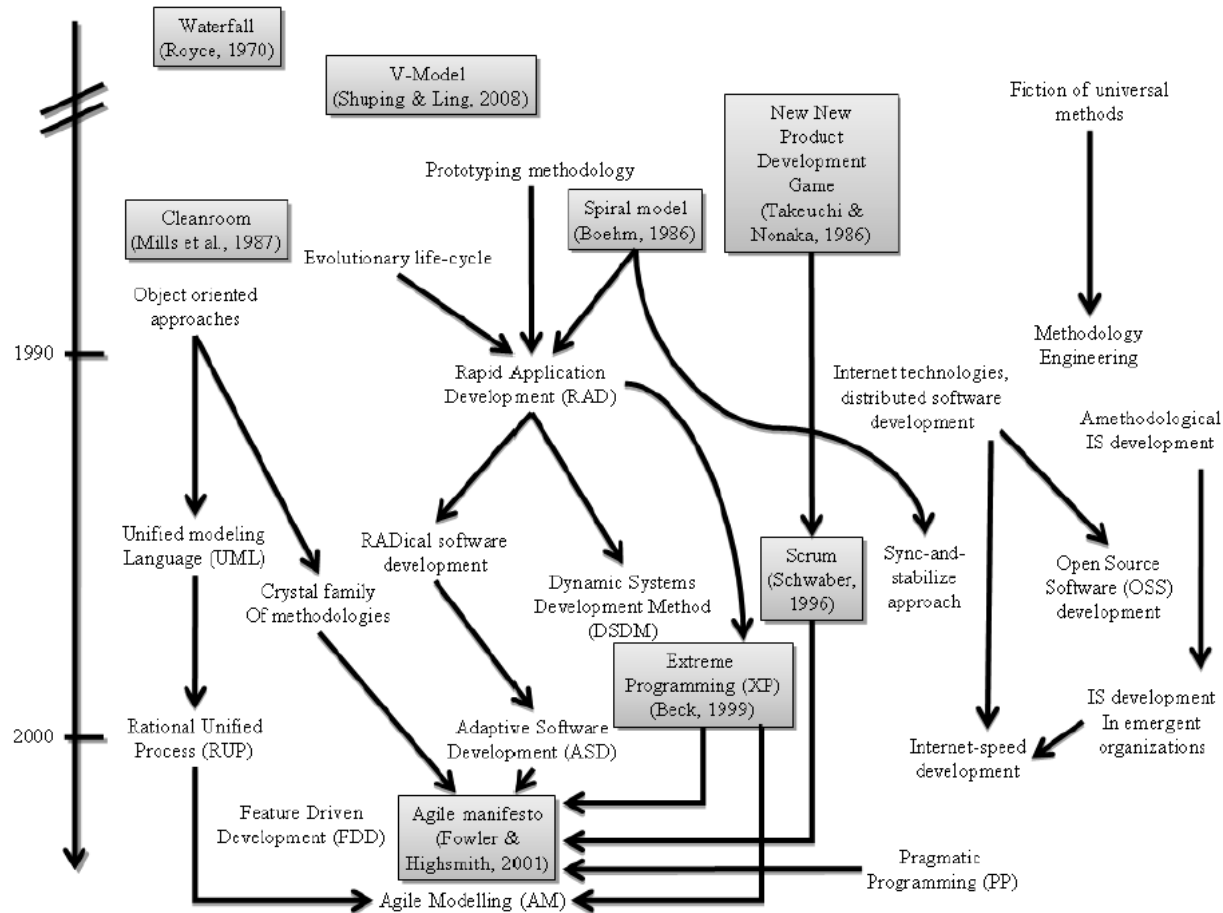 Waterfall
(Royce, 1970)
V-Model
(Shuping & Ling, 2008)
Fiction of universal
methods
New New
Product
Development
Game
(Takeuchi &
Nonaka, 1986)
Prototyping methodology
Spiral model
(Boehm, 1986)
Cleanroom
(Mills et al., 1987)
Evolutionary life-cycle
Object oriented
approaches
1990
Methodology
Engineering
Rapid Application
Development (RAD)
Internet technologies,
distributed software
development
Amethodological
IS development
Unified modeling
Language (UML)
RADical software
development
Scrum
(Schwaber,
1996)
Sync-and-
stabilize
approach
Open Source
Software (OSS)
development
Crystal family
Of methodologies
Dynamic Systems
Development Method
(DSDM)
Extreme
Programming (XP)
(Beck, 1999)
IS development
In emergent
organizations
2000
Rational Unified
Process (RUP)
Adaptive Software
Development (ASD)
Internet-speed
development
Feature Driven
Development (FDD)
Agile manifesto
(Fowler &
Highsmith, 2001)
Pragmatic
Programming (PP)
Agile Modelling (AM)